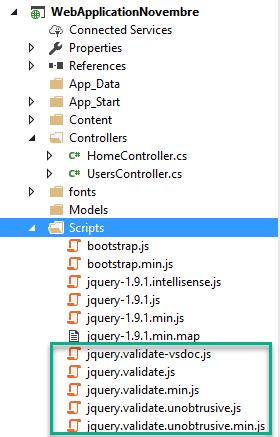 WebApplicationNovembre
Connected Services
Properties
References
App_Data
App_Start
Content
Controllers
C# HomeController.cs
C# UsersController.cs
fonts
Models
Scripts
bootstrap.js
bootstrap.min.js
jquery-1.9.1.intellisense.js
jquery-1.9.1.js
jquery-1.9.1.min.js
jquery-1.9.1.min.map
jquery.validate-vsdoc.js
jquery.validate.js
jquery.validate.min.js
jquery.validate.unobtrusive.js
jquery.validate.unobtrusive.min.js